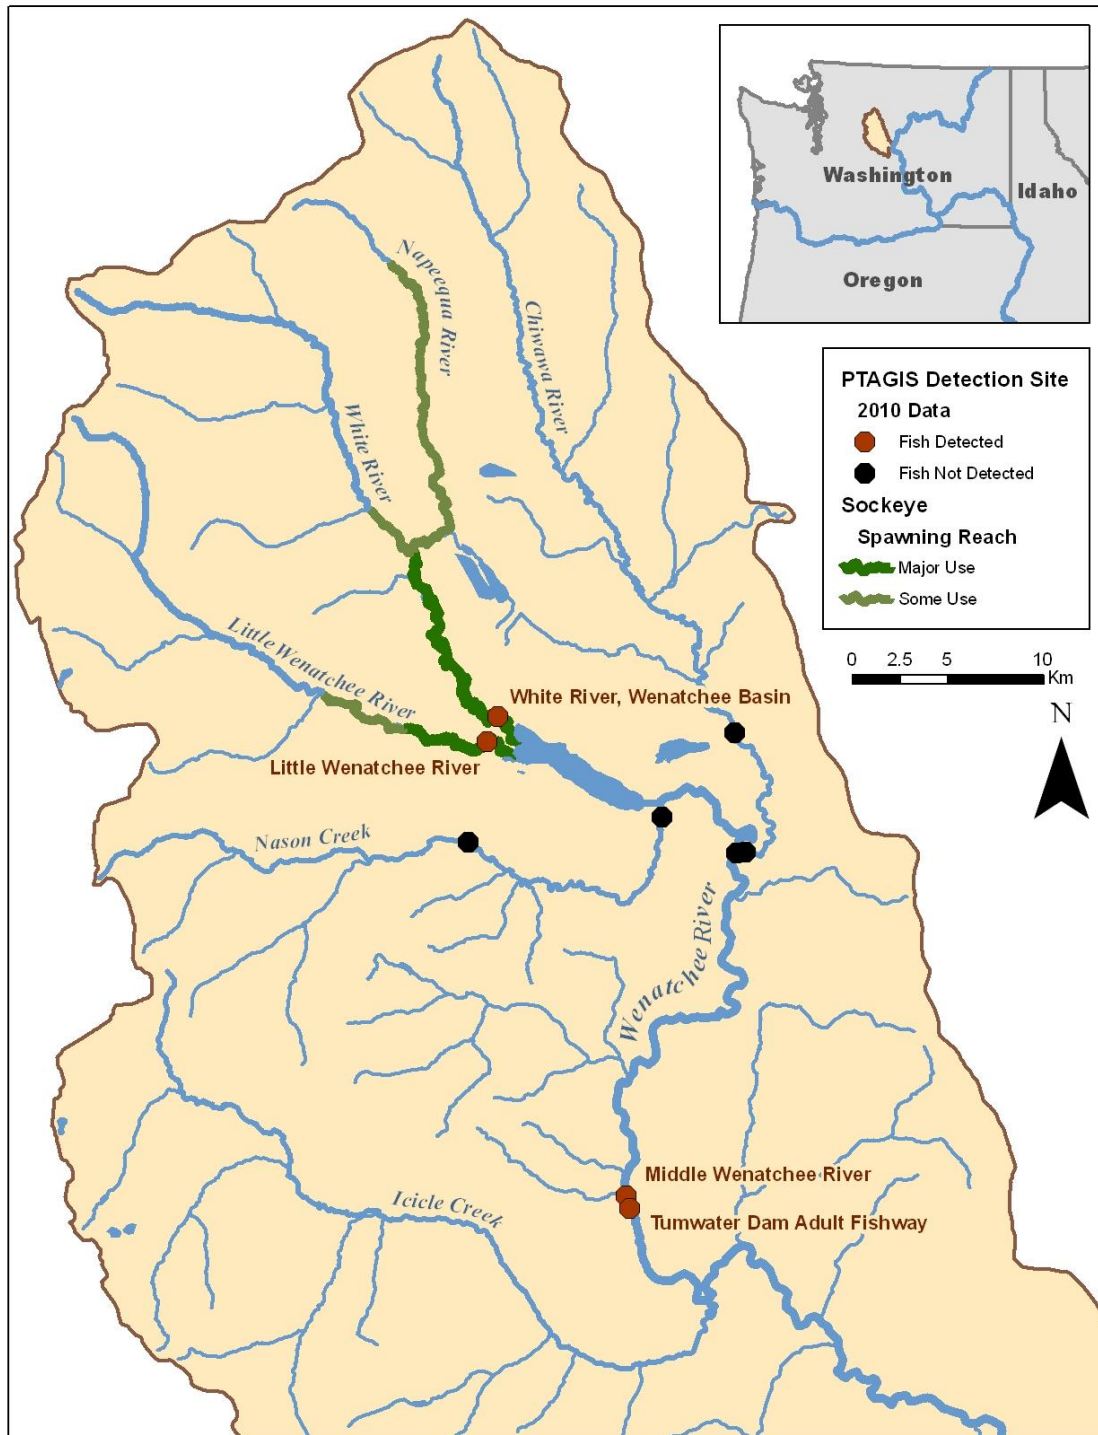 Washington
Idaho
Oregon
PTAGIS Detection Site
2010 Data
Fish Detected
Fish Not Detected
Sockeye
Spawning Reach
Major Use
Some Use
0 2.5 5 10
Km
N
Napeequa River
Chiwawa River
White River
Little Wenatchee River
White River, Wenatchee Basin
Little Wenatchee River
Nason Creek
Wenatchee River
Middle Wenatchee River
Tumwater Dam Adult Fishway
Icicle Creek